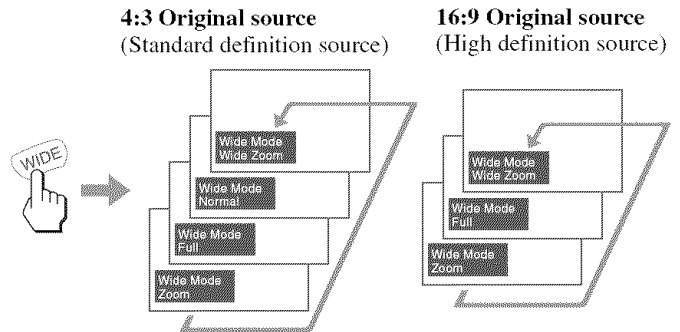 4:3 Original source
(Standard definition source)
16:9 Original source
(High definition source)
WIDE
Wide Mode
Wide Zoom
Wide Mode
Normal
Wide Mode
Full
Wide Mode
Zoom
Wide Mode
Wide Zoom
Wide Mode
Full
Wide Mode
Zoom